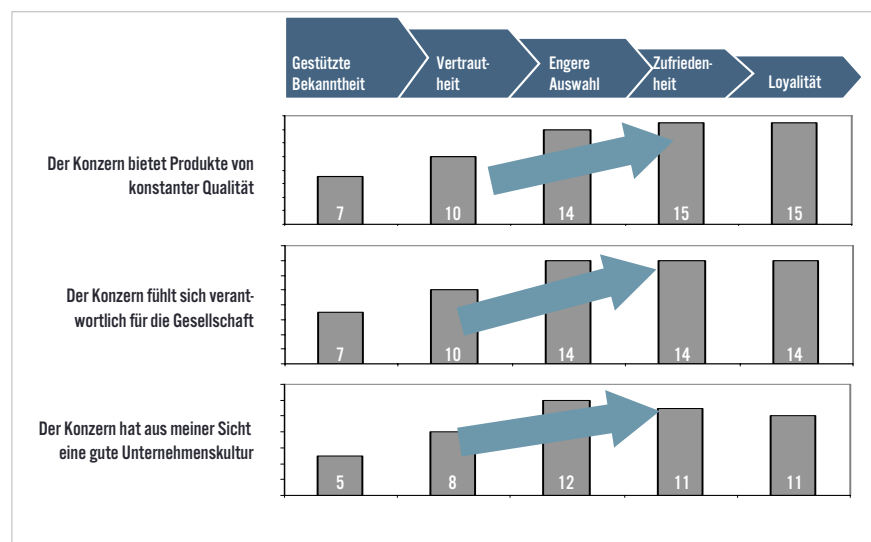 Gestützte
Bekanntheit
Vertraut-
heit
Engere
Auswahl
Zufrieden-
heit
Loyalität
Der Konzern bietet Produkte von
konstanter Qualität
7
10
14
15
15
Der Konzern fühlt sich verant-
wortlich für die Gesellschaft
7
10
14
14
14
Der Konzern hat aus meiner Sicht
eine gute Unternehmenskultur
5
8
12
11
11